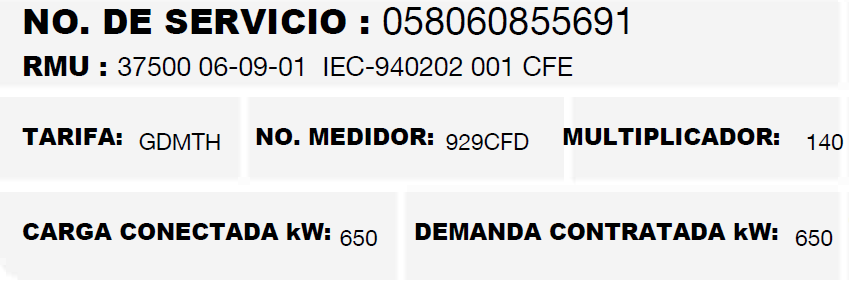 NO. DE SERVICIO : 058060855691
RMU : 37500 06-09-01 IEC-940202 001 CFE
TARIFA: GDMTH NO. MEDIDOR: 929CFD MULTIPLICADOR: 140
CARGA CONECTADA kW: 650 DEMANDA CONTRATADA kW: 650